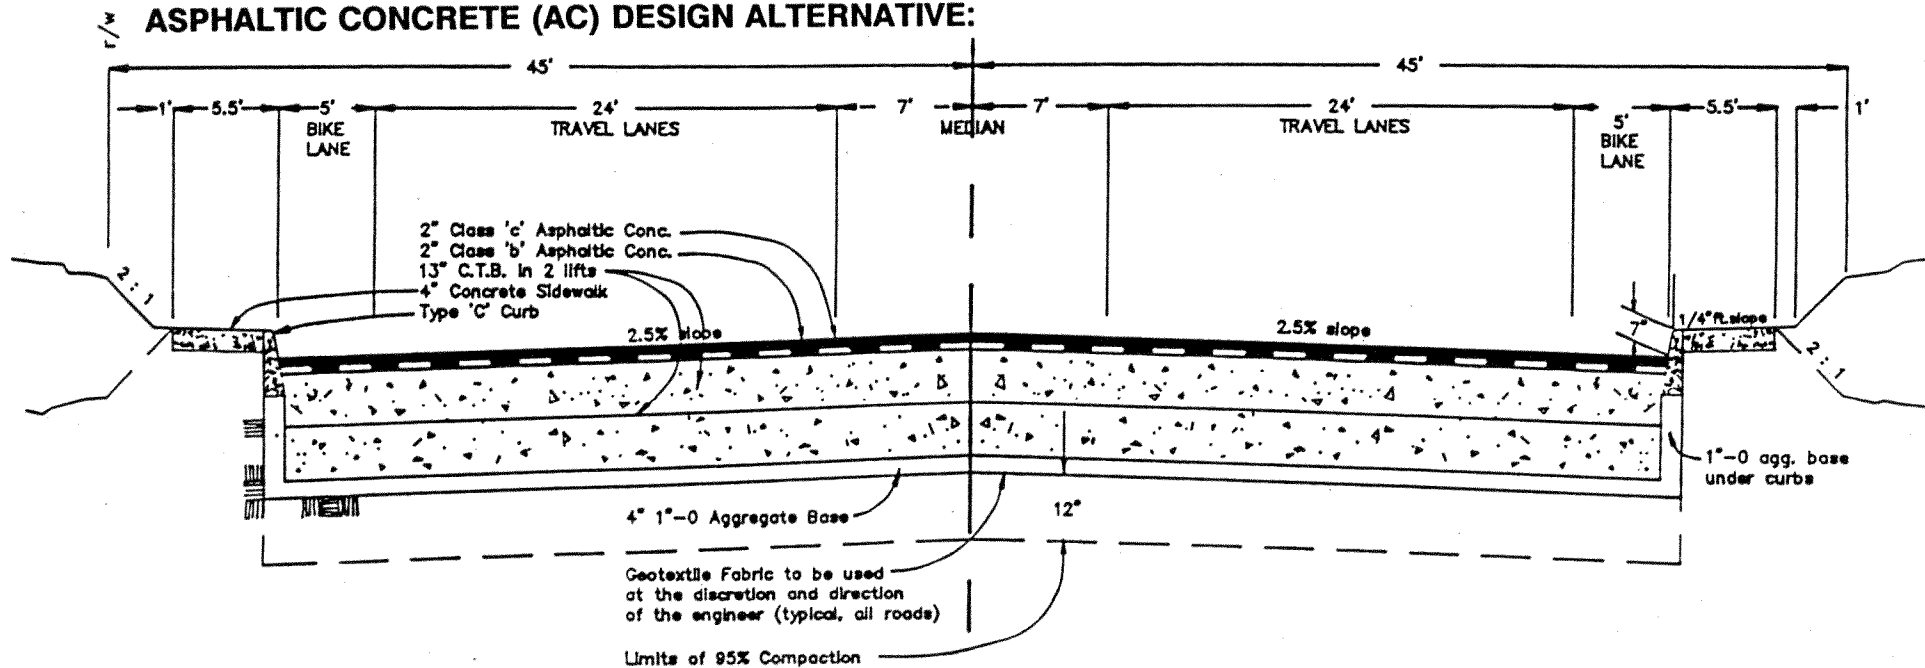 ASPHALTIC CONCRETE (AC) DESIGN ALTERNATIVE:
r/w
45' 45'
1' 5.5' 5' 24' 7' 7' 24' 5' 5.5' 1'
BIKE
LANE
TRAVEL LANES
MEDIAN
TRAVEL LANES
BIKE
LANE
2" Class 'c' Asphaltic Conc.
2" Class 'b' Asphaltic Conc.
13" C.T.B. in 2 lifts
4" Concrete Sidewalk
Type 'C' Curb
2:1
2.5% slope
2.5% slope
7"
1/4"ft.slope
2:1
1"-0 agg. base
under curbs
4" 1"-0 Aggregate Base
12"
Geotextile Fabric to be used
at the discretion and direction
of the engineer (typical, all roads)
Limits of 95% Compaction